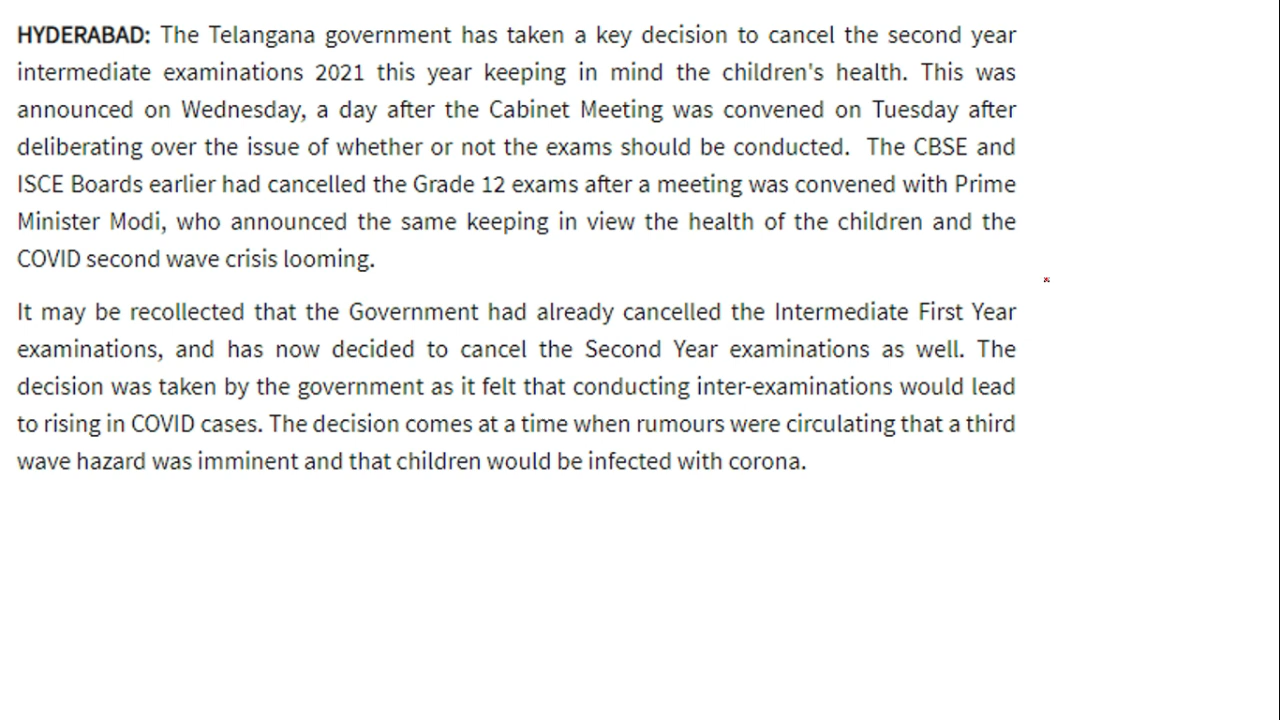 HYDERABAD: The Telangana government has taken a key decision to cancel the second year
intermediate examinations 2021 this year keeping in mind the children's health. This was
announced on Wednesday, a day after the Cabinet Meeting was convened on Tuesday after
deliberating over the issue of whether or not the exams should be conducted.  The CBSE and
ISCE Boards earlier had cancelled the Grade 12 exams after a meeting was convened with Prime
Minister Modi, who announced the same keeping in view the health of the children and the
COVID second wave crisis looming.
It may be recollected that the Government had already cancelled the Intermediate First Year
examinations, and has now decided to cancel the Second Year examinations as well. The
decision was taken by the government as it felt that conducting inter-examinations would lead
to rising in COVID cases. The decision comes at a time when rumours were circulating that a third
wave hazard was imminent and that children would be infected with corona.